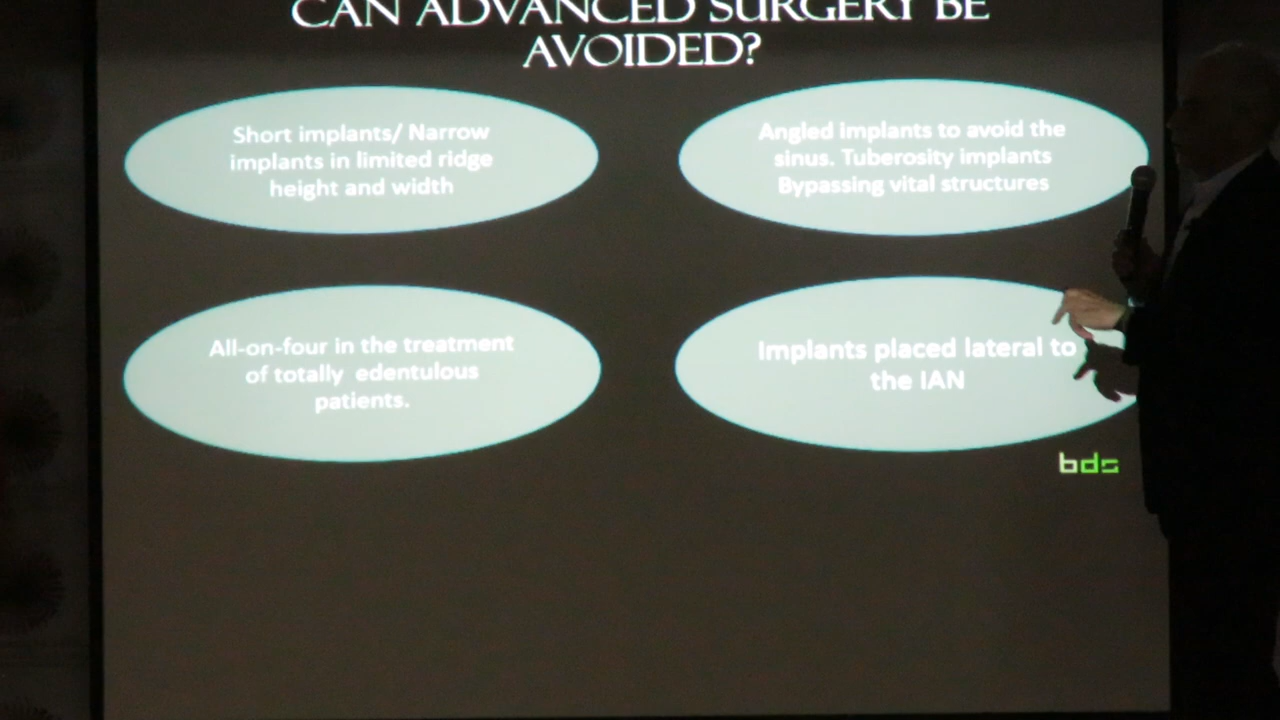 CAN ADVANCED SURGERY BE
AVOIDED?
Short implants/ Narrow
implants in limited ridge
height and width
Angled implants to avoid the
sinus. Tuberosity implants
Bypassing vital structures
All-on-four in the treatment
of totally edentulous
patients.
Implants placed lateral to
the IAN
bds